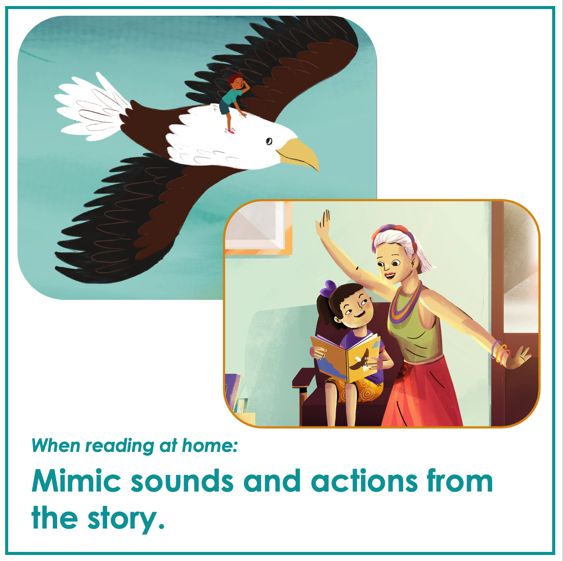 When reading at home:
Mimic sounds and actions from
the story.